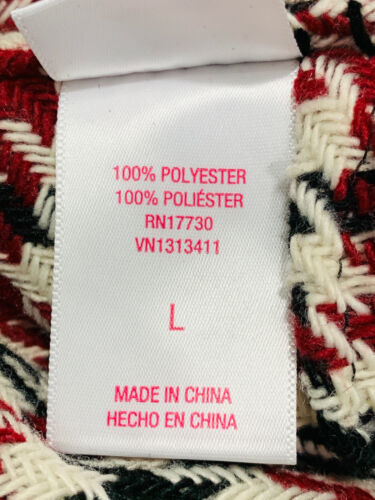 100% POLYESTER
100% POLIÉSTER
RN17730
VN1313411
L
MADE IN CHINA
HECHO EN CHINA